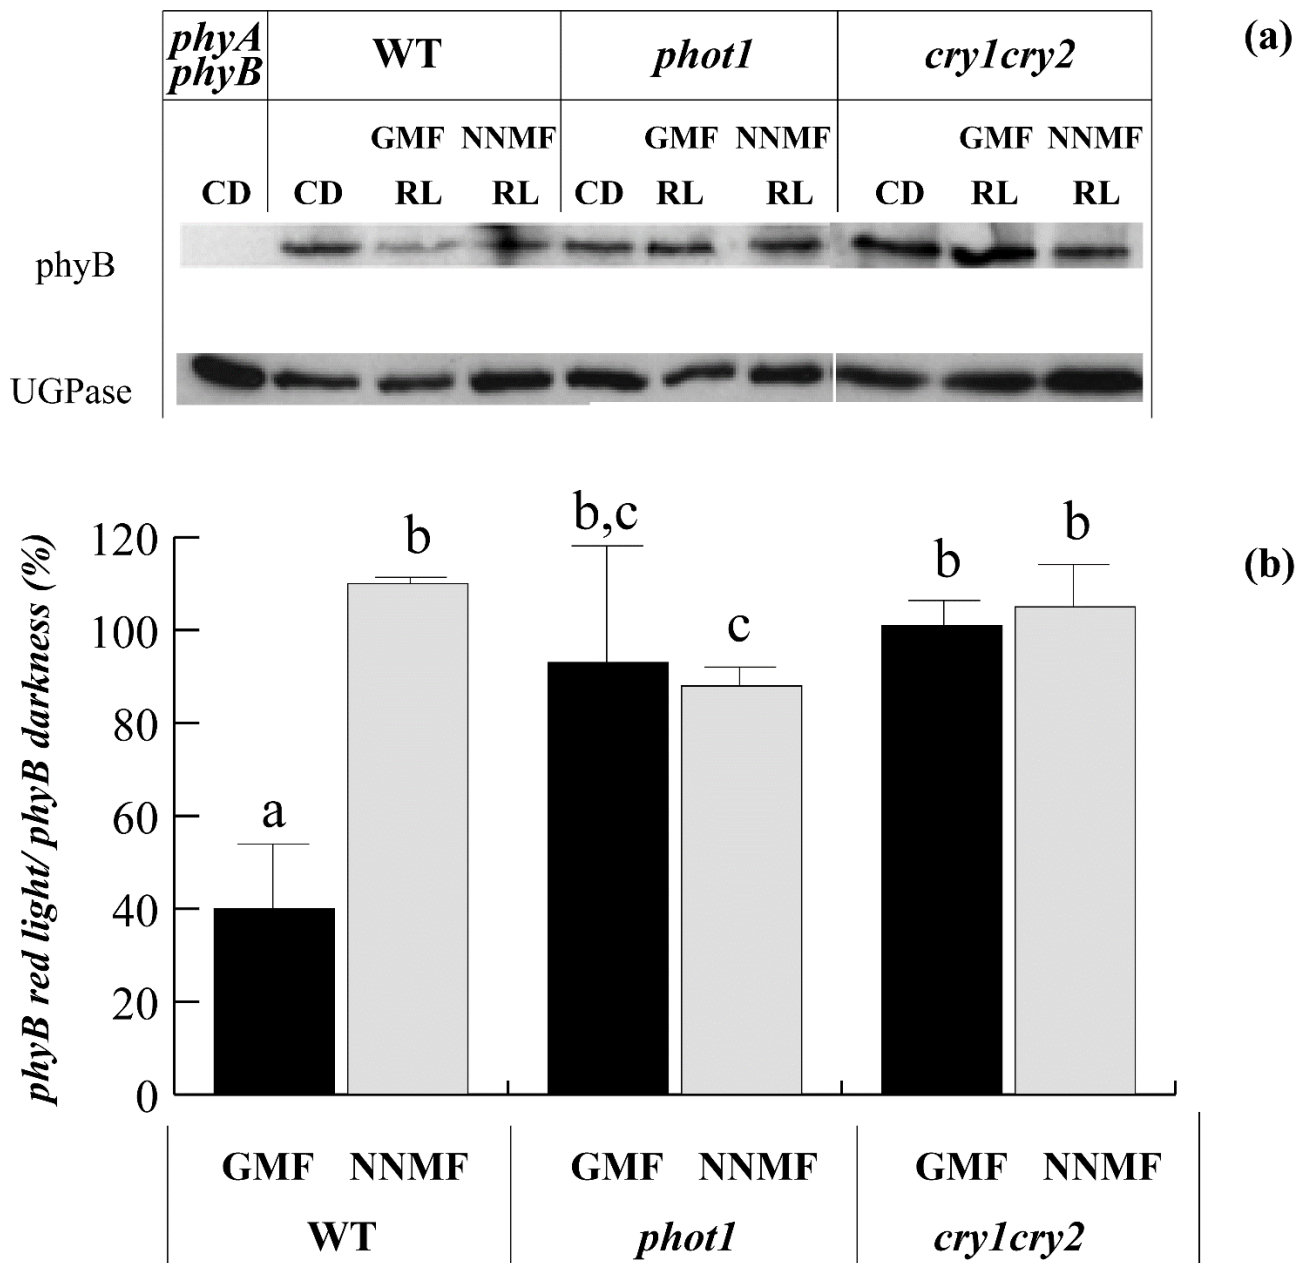 (a)
phyA
phyB
WT
phot1
cry1cry2
GMF NNMF GMF NNMF GMF NNMF
CD CD RL RL CD RL RL CD RL RL
phyB
UGPase
(b)
phyB red light/ phyB darkness (%)
120
100
80
60
40
20
0
a
b
b,c
c
b
b
GMF NNMF GMF NNMF GMF NNMF
WT phot1 cry1cry2